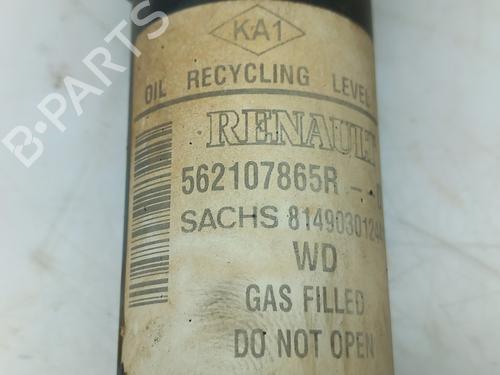 KA1
OIL RECYCLING LEVEL
RENAULT
562107865R --
SACHS
WD
GAS FILLED
DO NOT OPEN
B-PARTS